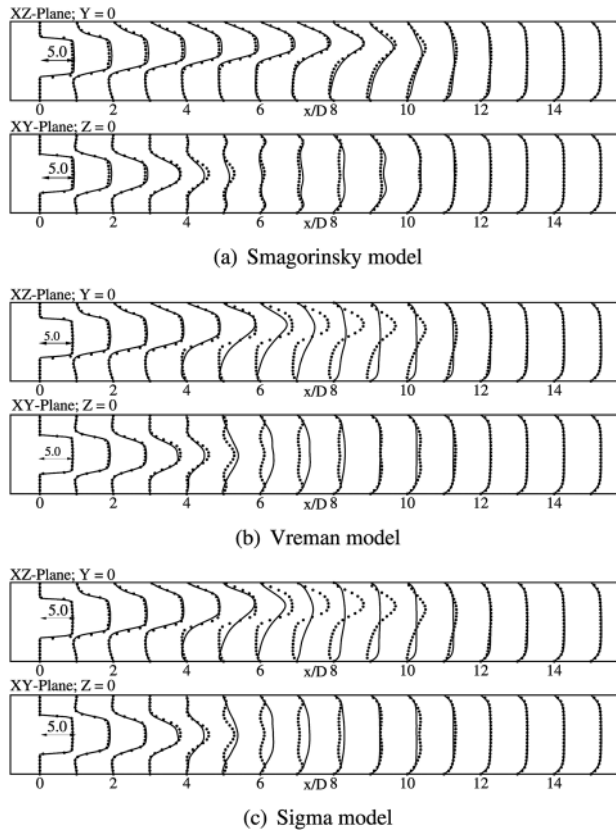 XZ-Plane; Y = 0
5.0
0 2 4 6 x/D 8 10 12 14
XY-Plane; Z = 0
5.0
0 2 4 6 x/D 8 10 12 14
(a) Smagorinsky model
XZ-Plane; Y = 0
5.0
0 2 4 6 x/D 8 10 12 14
XY-Plane; Z = 0
5.0
0 2 4 6 x/D 8 10 12 14
(b) Vreman model
XZ-Plane; Y = 0
5.0
0 2 4 6 x/D 8 10 12 14
XY-Plane; Z = 0
5.0
0 2 4 6 x/D 8 10 12 14
(c) Sigma model